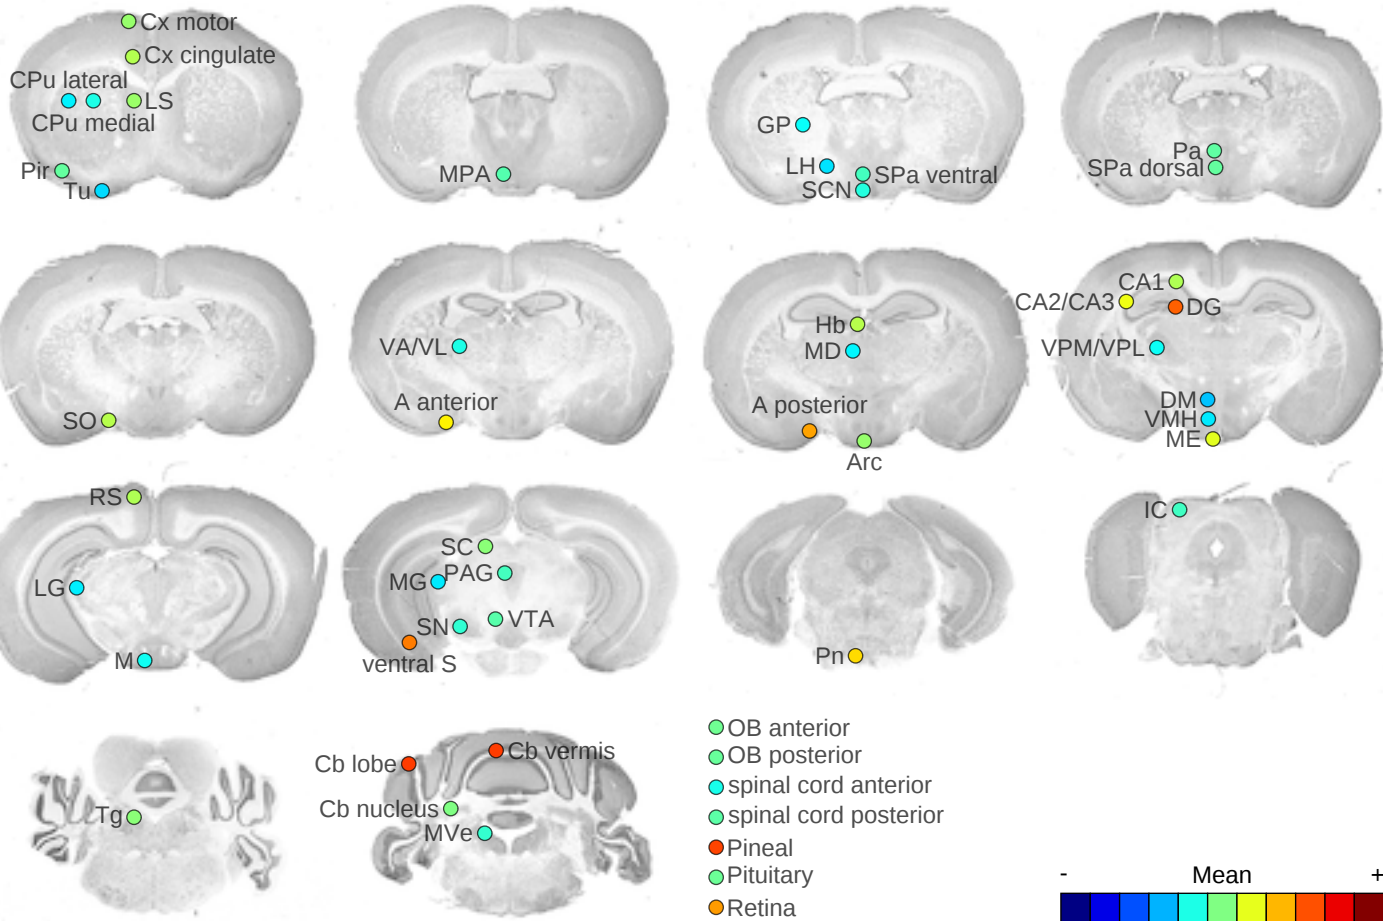 Cx motor
Cx cingulate
CPu lateral
LS
CPu medial
Pir
Tu
MPA
GP
LH
SPa ventral
SCN
Pa
SPa dorsal
SO
VA/VL
A anterior
Hb
MD
A posterior
Arc
CA1
CA2/CA3
DG
VPM/VPL
DM
VMH
ME
RS
LG
M
SC
PAG
MG
VTA
SN
ventral S
Pn
IC
Tg
Cb vermis
Cb lobe
Cb nucleus
MVe
OB anterior
OB posterior
spinal cord anterior
spinal cord posterior
Pineal
Pituitary
Retina
- Mean +